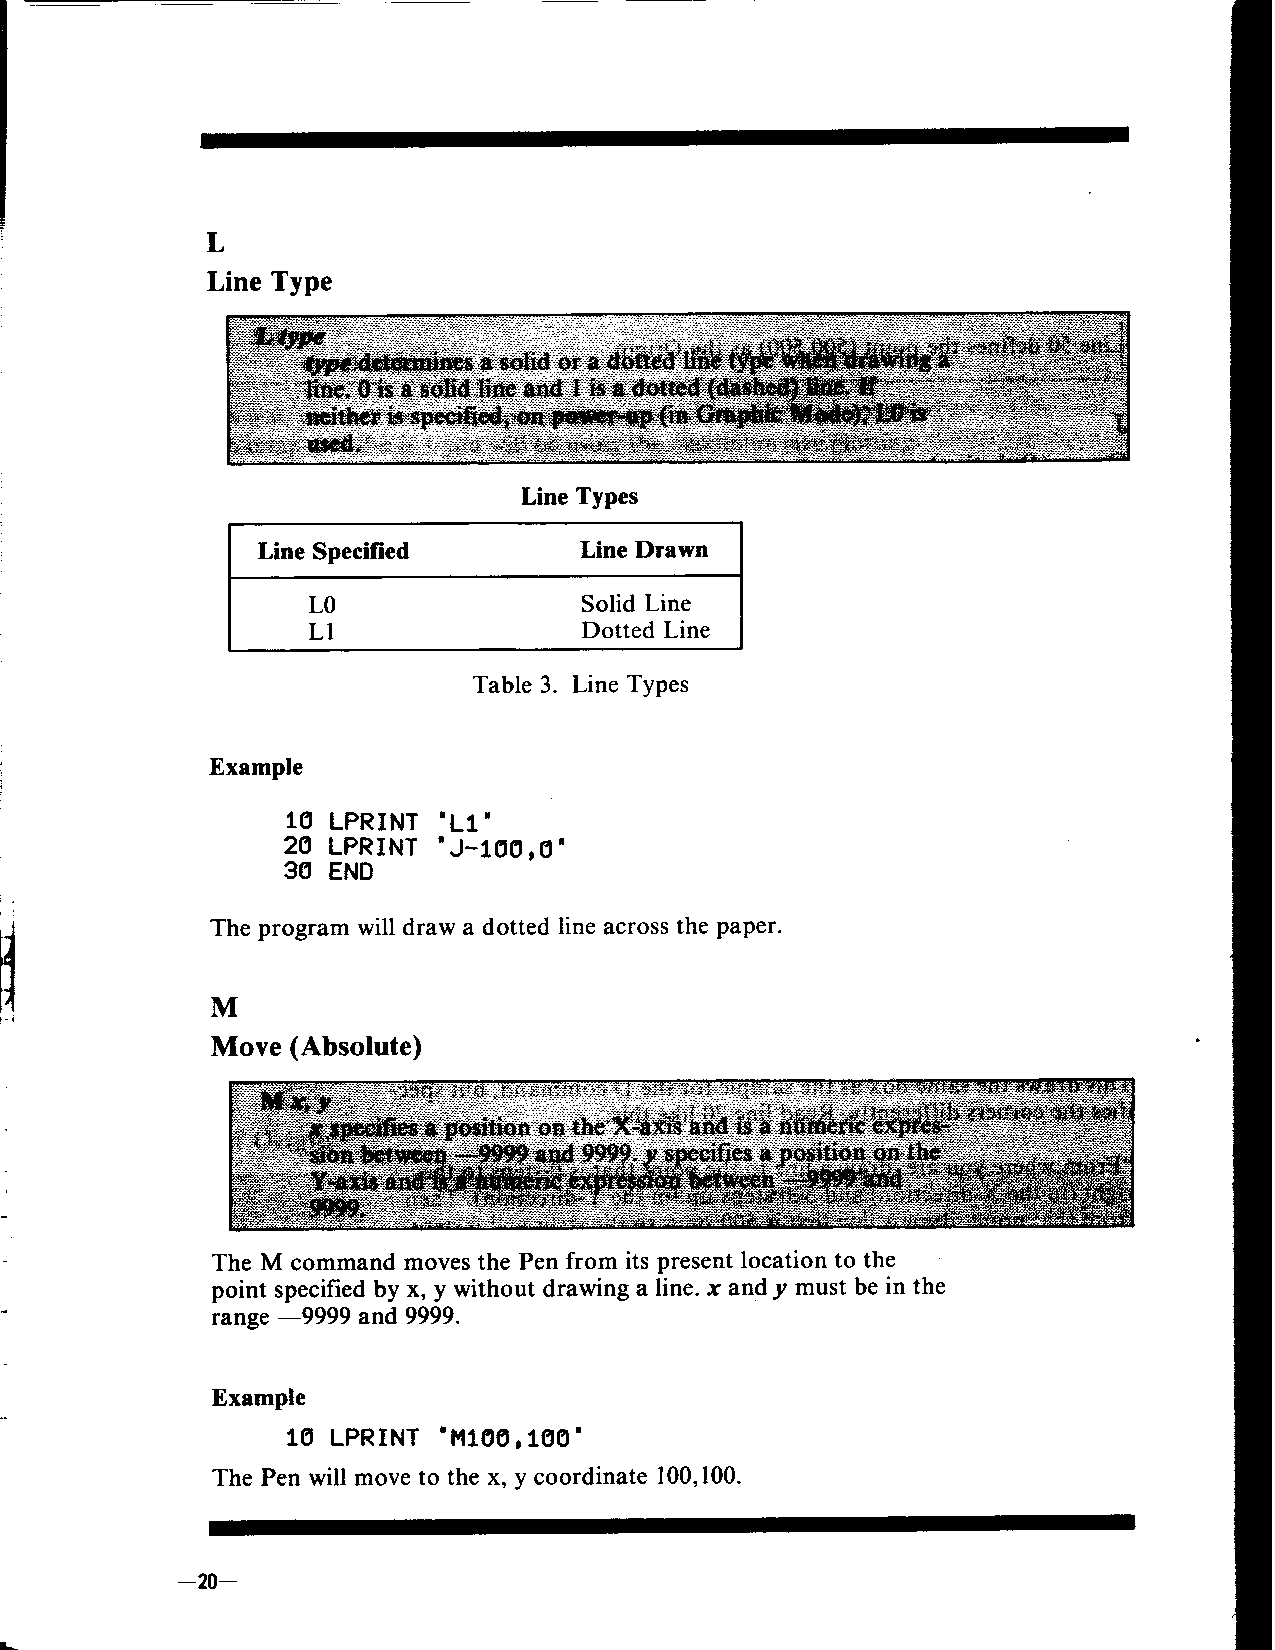 L
Line Type
L type
type determines a solid or a dotted line type when drawing a
line. 0 is a solid line and 1 is a dotted (dashed) line. If
neither is specified, on power-up (in Graphic Mode), L0 is
used.
Line Types
Line Specified Line Drawn
L0 Solid Line
L1 Dotted Line
Table 3. Line Types
Example
10 LPRINT "L1"
20 LPRINT "J-100,0"
30 END
The program will draw a dotted line across the paper.
M
Move (Absolute)
M x, y
x specifies a position on the X-axis and is a numeric expres-
sion between —9999 and 9999. y specifies a position on the
Y-axis and is a numeric expression between —9999 and
9999.
The M command moves the Pen from its present location to the
point specified by x, y without drawing a line. x and y must be in the
range —9999 and 9999.
Example
10 LPRINT "M100,100"
The Pen will move to the x, y coordinate 100,100.
—20—